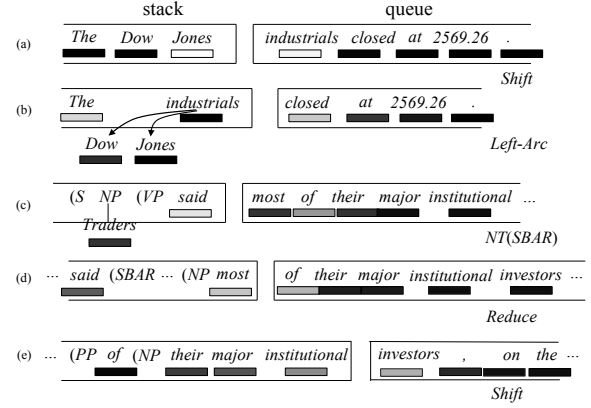 stack queue
(a) The Dow Jones industrials closed at 2569.26 .
Shift
(b) The industrials closed at 2569.26 .
Dow Jones Left-Arc
(c) (S NP (VP said most of their major institutional ...
Traders
NT(SBAR)
(d) ... said (SBAR ... (NP most of their major institutional investors ...
Reduce
(e) ... (PP of (NP their major institutional investors , on the ...
Shift